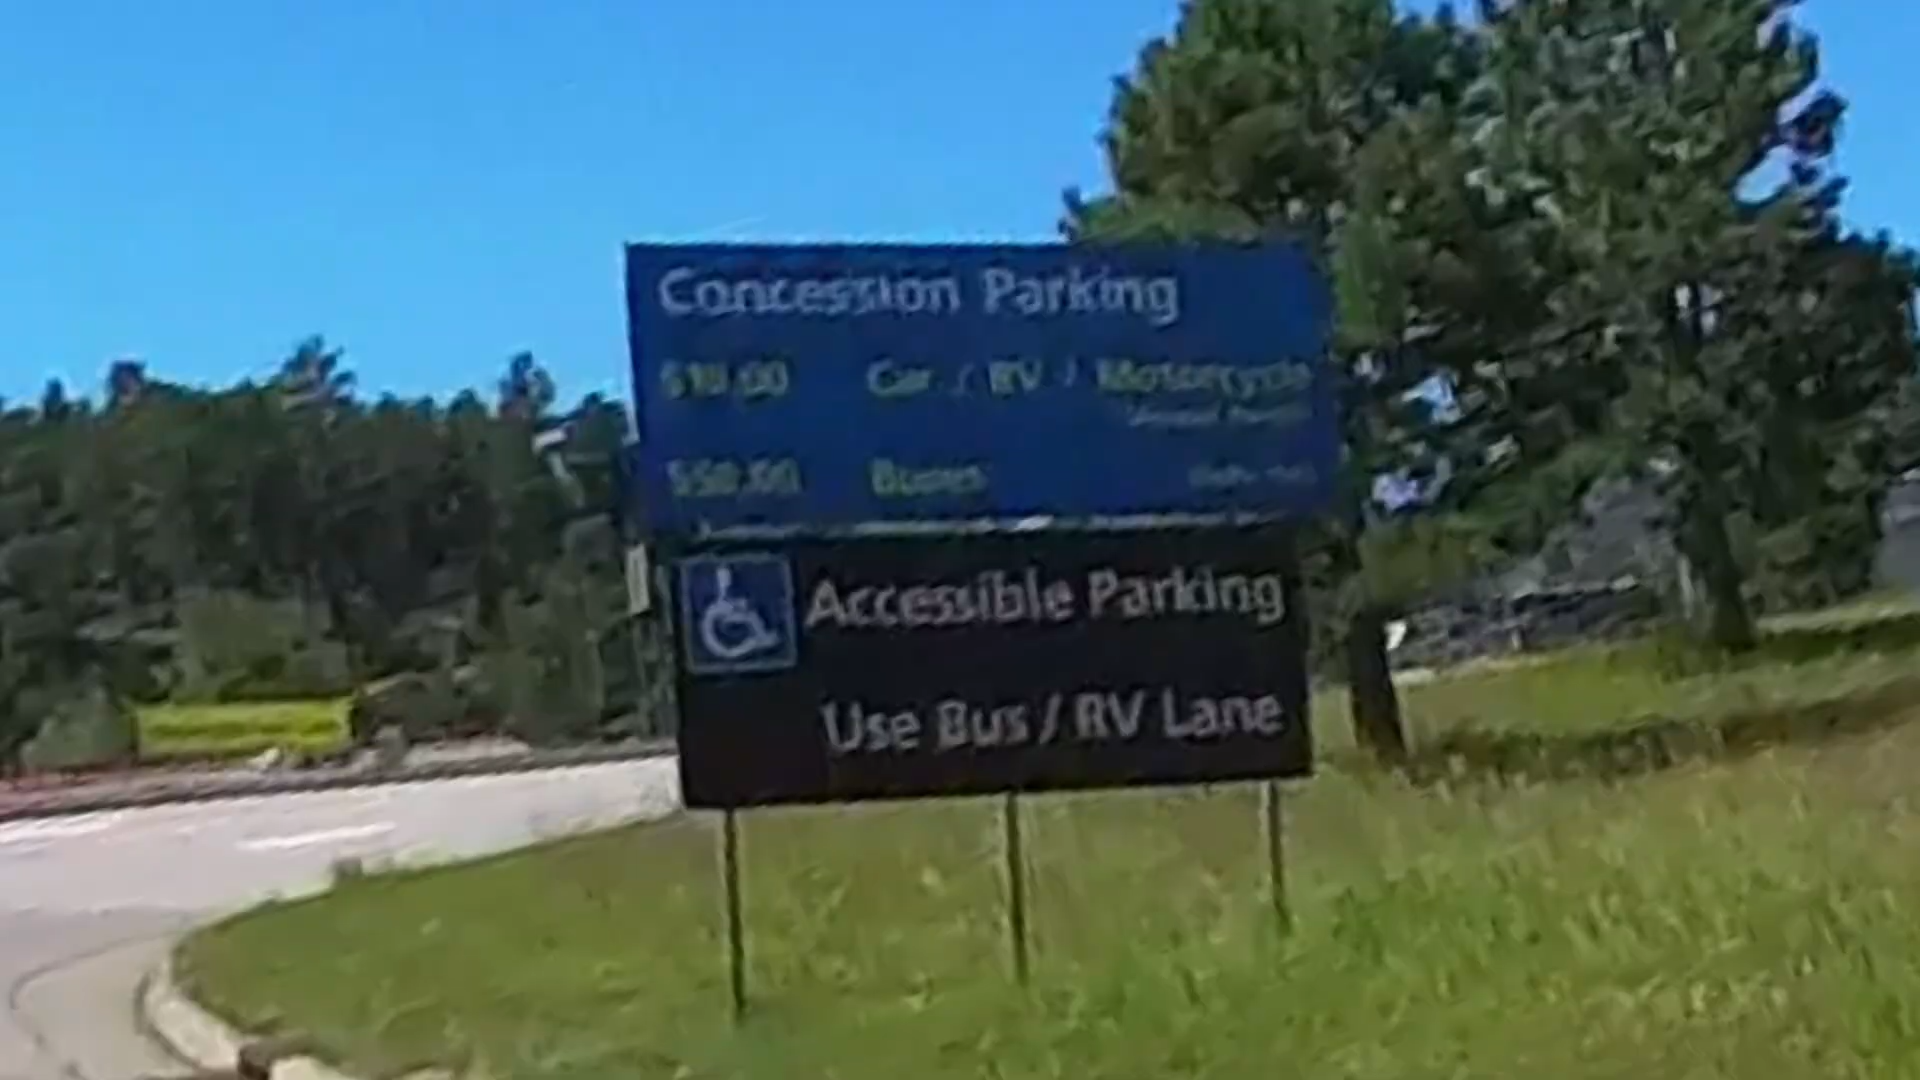 Concession Parking
$10.00 Car / RV / Motorcycle
$50.00 Buses
Accessible Parking
Use Bus / RV Lane